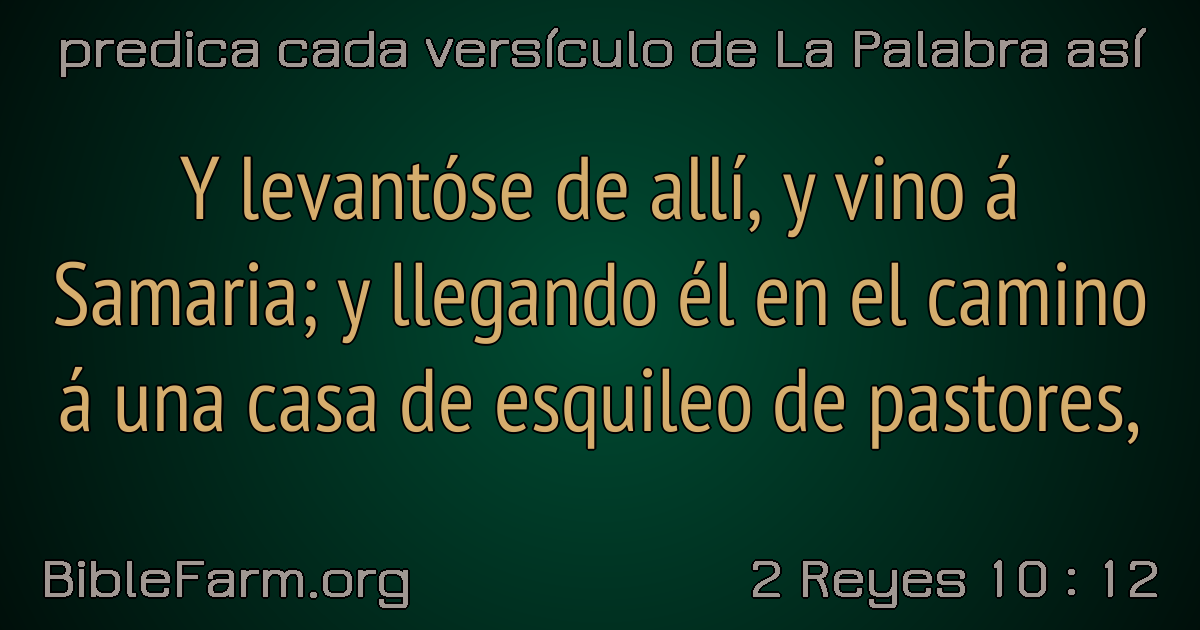 predica cada versículo de La Palabra así
Y levantóse de allí, y vino á
Samaria; y llegando él en el camino
á una casa de esquileo de pastores,
BibleFarm.org
2 Reyes 10 : 12